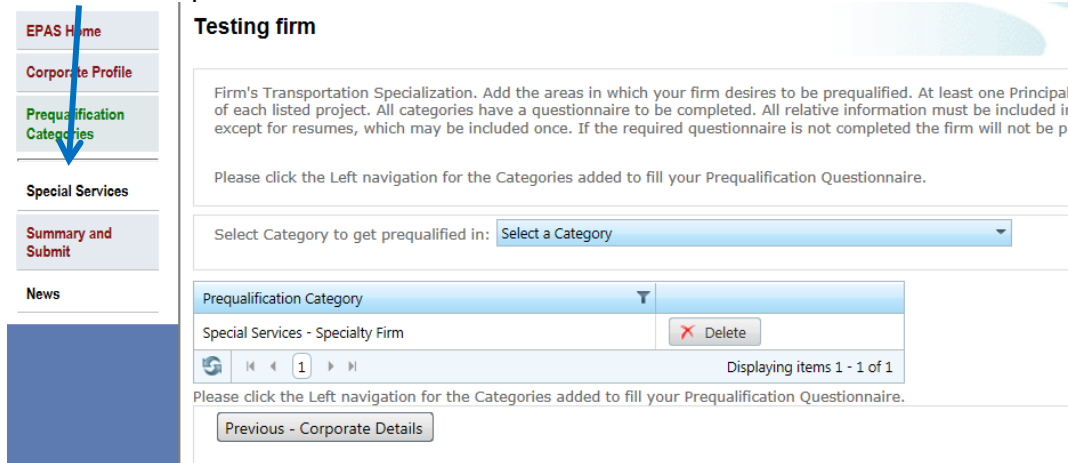 EPAS Home
Corporate Profile
Prequalification
Categories
Special Services
Summary and
Submit
News
Testing firm
Firm's Transportation Specialization. Add the areas in which your firm desires to be prequalified. At least one Principal
of each listed project. All categories have a questionnaire to be completed. All relative information must be included
except for resumes, which may be included once. If the required questionnaire is not completed the firm will not be
Please click the Left navigation for the Categories added to fill your Prequalification Questionnaire.
Select Category to get prequalified in: Select a Category
Prequalification Category
Special Services - Specialty Firm Delete
1 Displaying items 1 - 1 of 1
Please click the Left navigation for the Categories added to fill your Prequalification Questionnaire.
Previous - Corporate Details